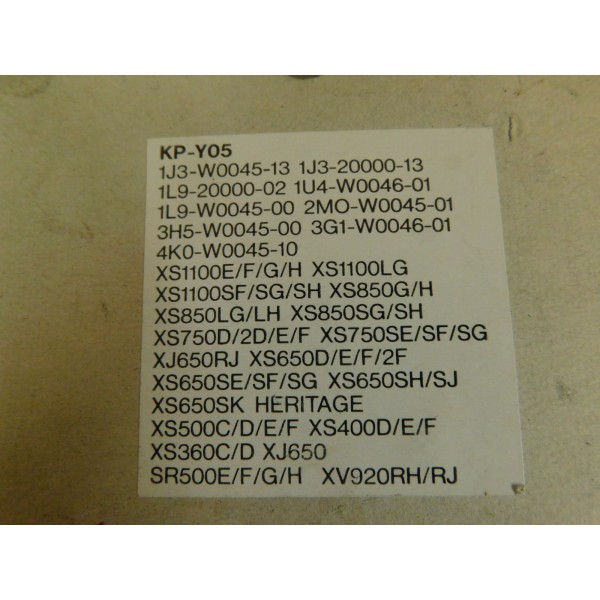 KP-Y05
1J3-W0045-13 1J3-20000-13
1L9-20000-02 1U4-W0046-01
1L9-W0045-00 2MO-W0045-01
3H5-W0045-00 3G1-W0046-01
4K0-W0045-10
XS1100E/F/G/H XS1100LG
XS1100SF/SG/SH XS850G/H
XS850LG/LH XS850SG/SH
XS750D/2D/E/F XS750SE/SF/SG
XJ650RJ XS650D/E/F/2F
XS650SE/SF/SG XS650SH/SJ
XS650SK HERITAGE
XS500C/D/E/F XS400D/E/F
XS360C/D XJ650
SR500E/F/G/H XV920RH/RJ